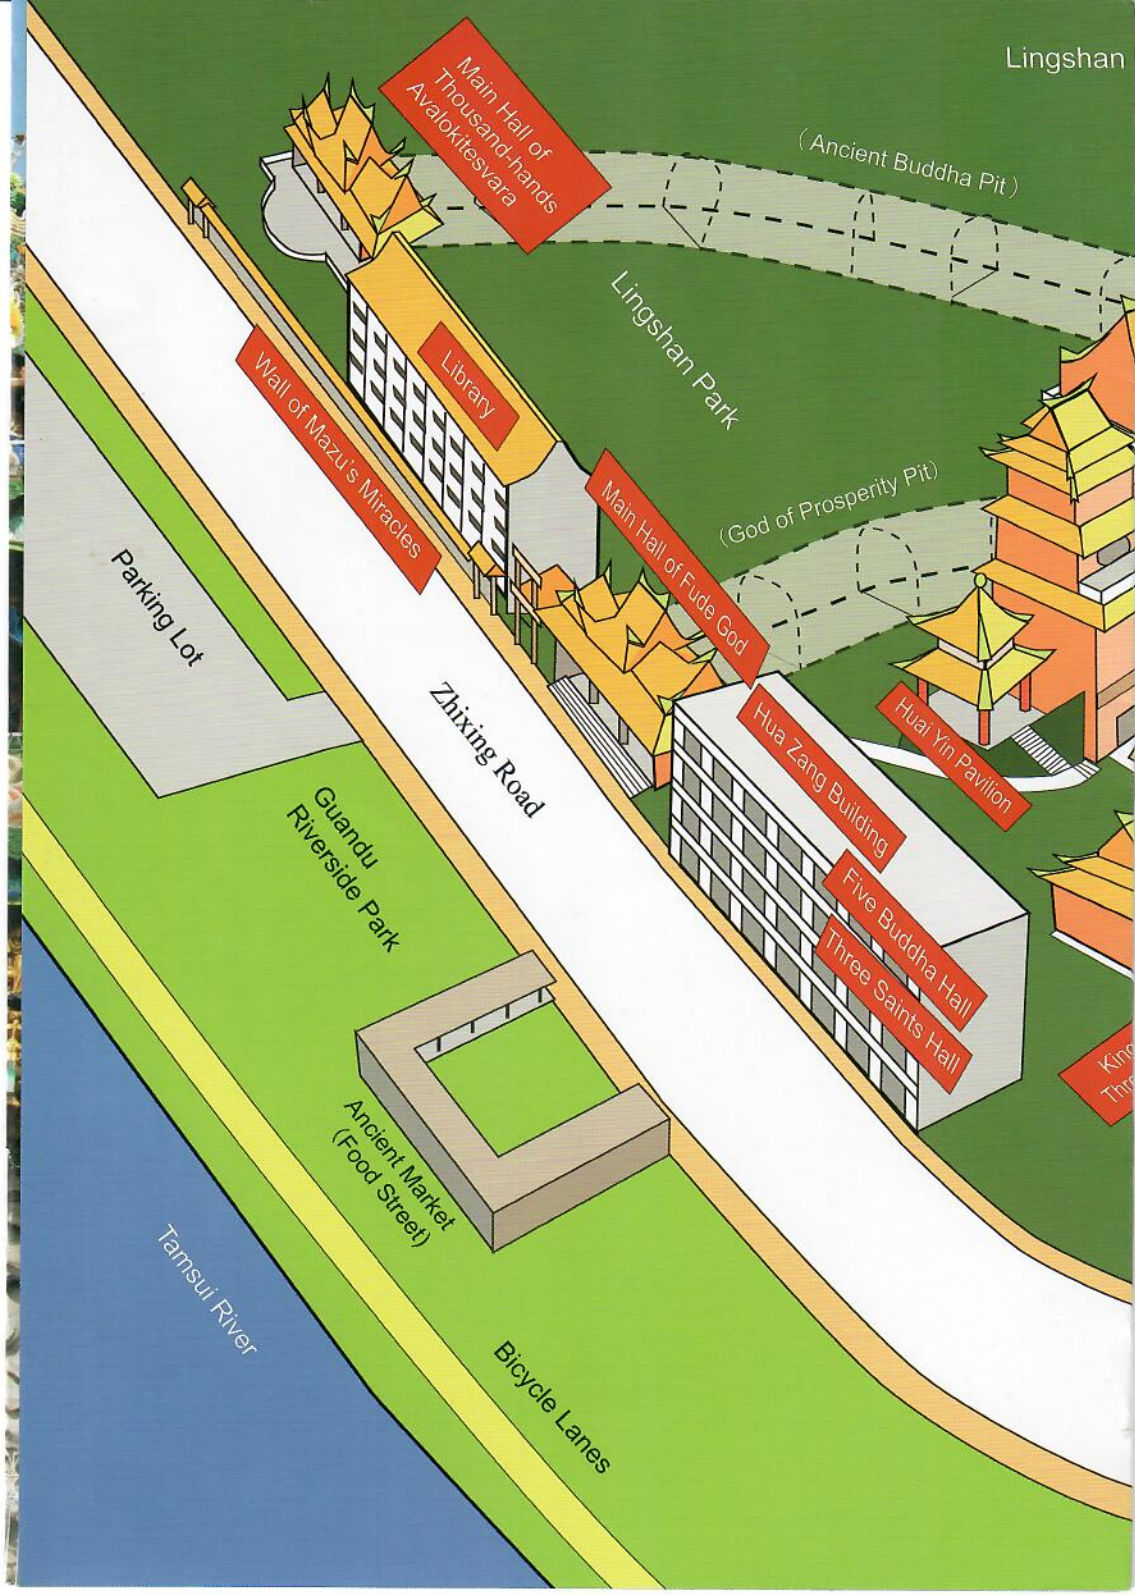 Lingshan
Main Hall of
Thousand-hands
Avalokitesvara
(Ancient Buddha Pit)
Lingshan Park
Library
Wall of Mazu's Miracles
Main Hall of Fude God
(God of Prosperity Pit)
Parking Lot
Zhixing Road
Hua Zang Building
Huai Yin Pavilion
Guandu
Riverside Park
Five Buddha Hall
Three Saints Hall
King
Thre
Ancient Market
(Food Street)
Tamsui River
Bicycle Lanes